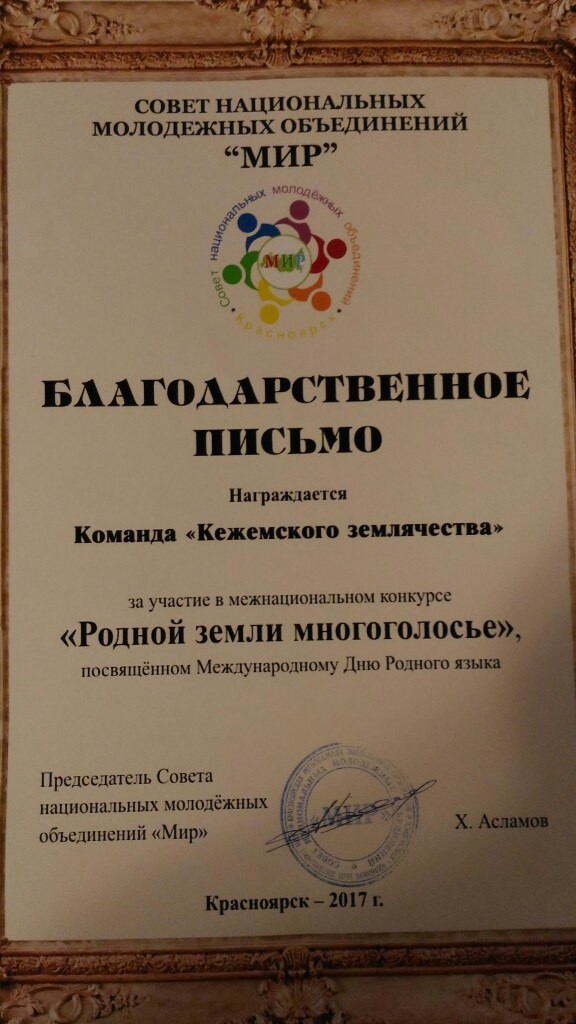 СОВЕТ НАЦИОНАЛЬНЫХ
МОЛОДЕЖНЫХ ОБЪЕДИНЕНИЙ
“МИР”
Совет национальных молодёжных объединений
МИР
• Красноярск •
БЛАГОДАРСТВЕННОЕ
ПИСЬМО
Награждается
Команда «Кежемского землячества»
за участие в межнациональном конкурсе
«Родной земли многоголосье»,
посвящённом Международному Дню Родного языка
Председатель Совета
национальных молодёжных
объединений «Мир»
«МИР»
Х. Асламов
Красноярск – 2017 г.